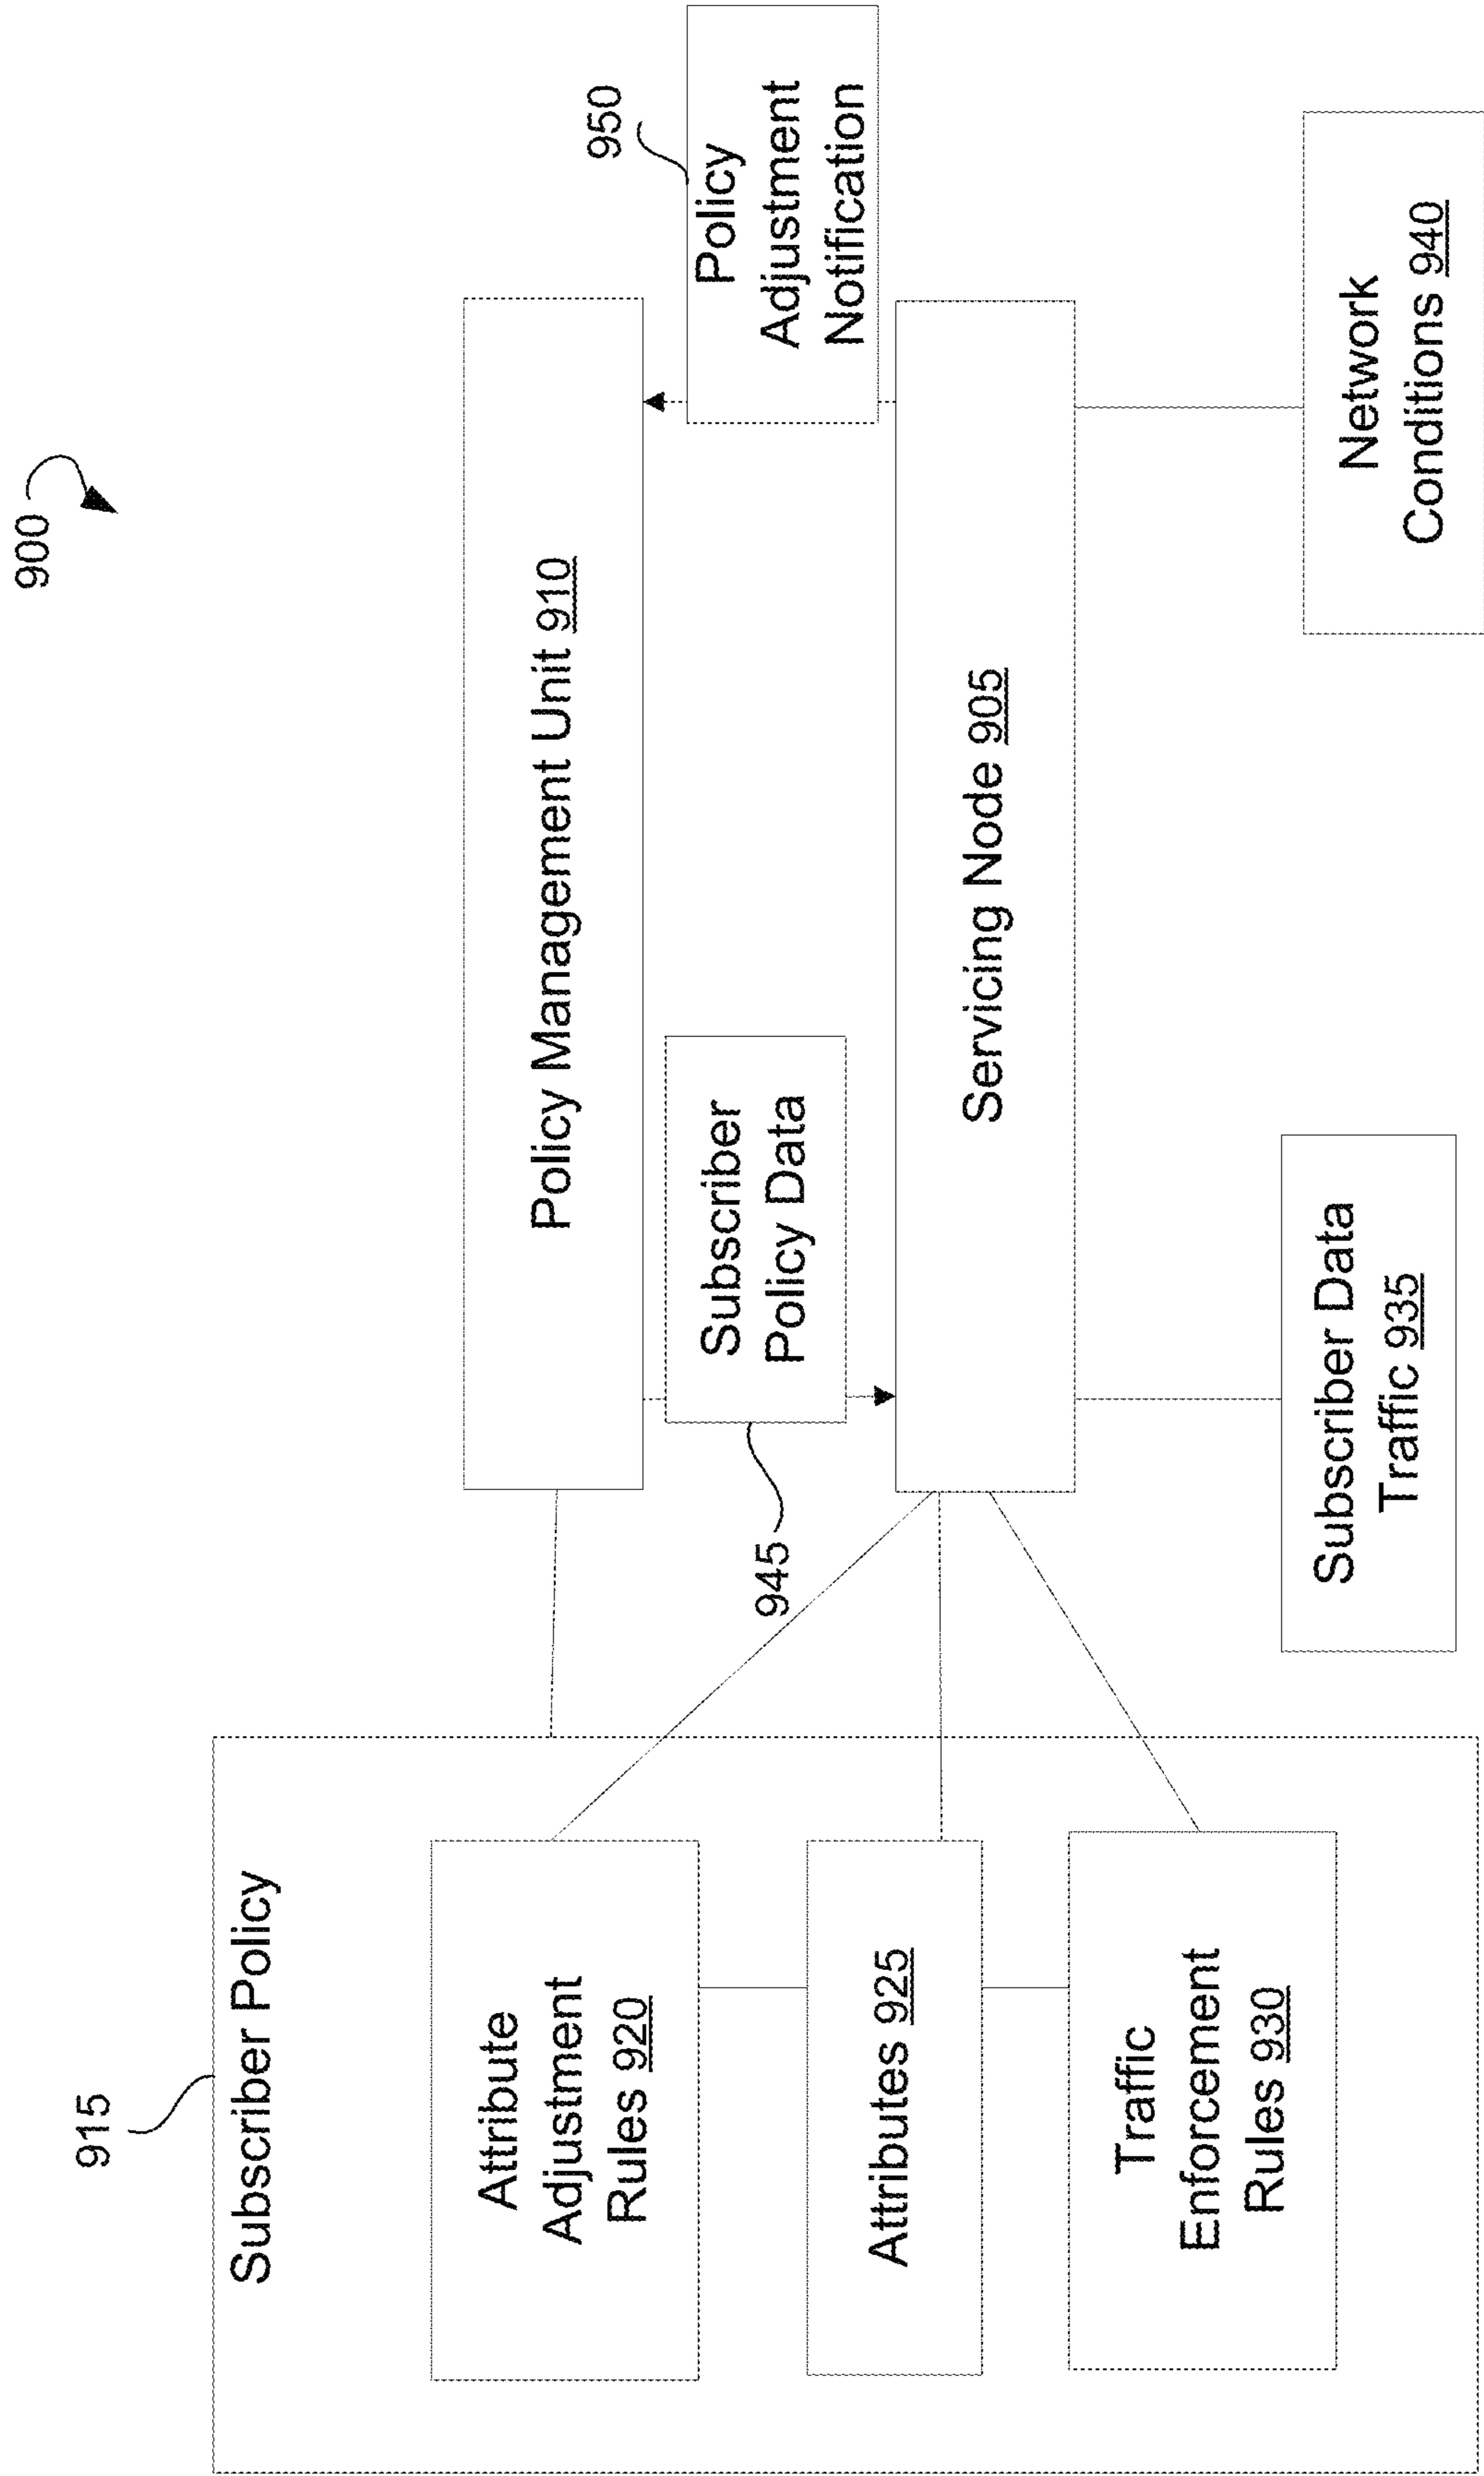 900
915
Subscriber Policy
Attribute
Adjustment
Rules 920
Attributes 925
Traffic
Enforcement
Rules 930
Policy Management Unit 910
945
Subscriber
Policy Data
950
Policy
Adjustment
Notification
Servicing Node 905
Subscriber Data
Traffic 935
Network
Conditions 940